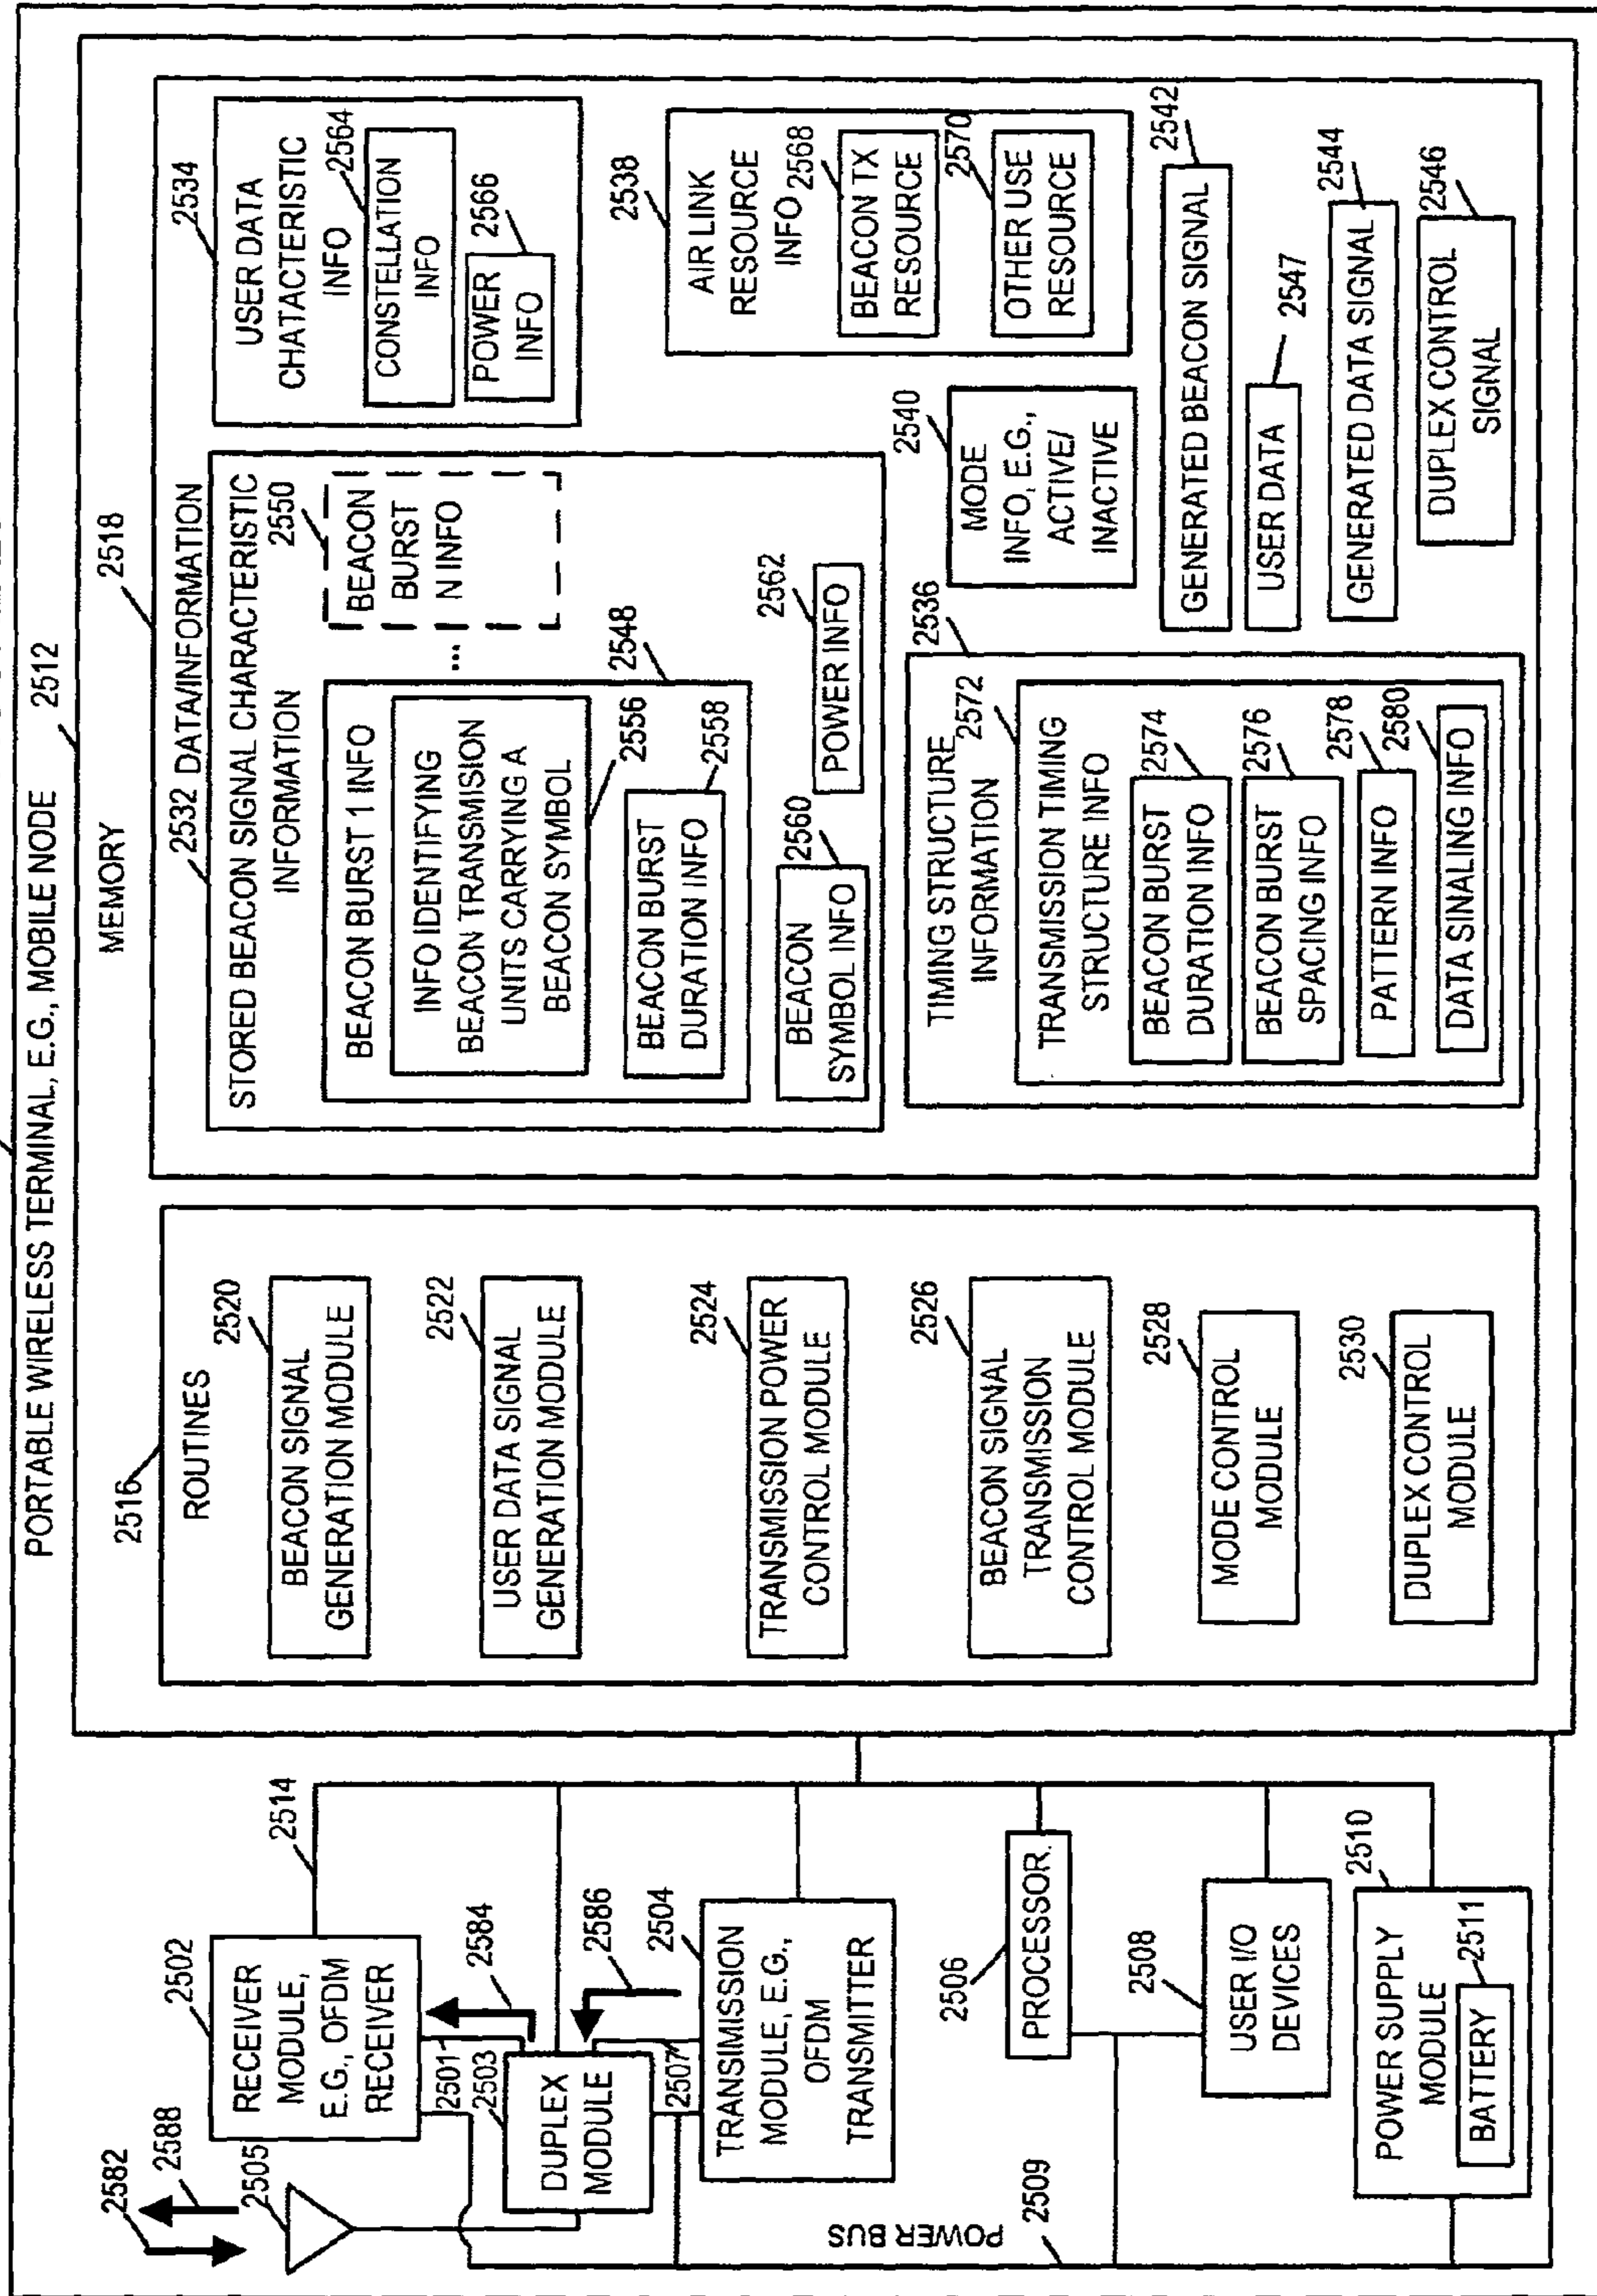 PORTABLE WIRELESS TERMINAL, E.G., MOBILE NODE
2512
MEMORY
2582
2588
2505
2502
RECEIVER
MODULE,
E.G., OFDM
RECEIVER
2514
2501
2584
2503
DUPLEX
MODULE
2586
2507
2504
TRANSIMISSION
MODULE, E.G.,
OFDM
TRANSMITTER
POWER BUS
2509
2506
PROCESSOR
2508
USER I/O
DEVICES
2510
POWER SUPPLY
MODULE
2511
BATTERY
2516
ROUTINES
2520
BEACON SIGNAL
GENERATION MODULE
2522
USER DATA SIGNAL
GENERATION MODULE
2524
TRANSMISSION POWER
CONTROL MODULE
2526
BEACON SIGNAL
TRANSMISSION
CONTROL MODULE
2528
MODE CONTROL
MODULE
2530
DUPLEX CONTROL
MODULE
2518
2532 DATA/INFORMATION
STORED BEACON SIGNAL CHARACTERISTIC
INFORMATION
2550
BEACON
BURST
N INFO
BEACON BURST 1 INFO
...
2548
INFO IDENTIFYING
BEACON TRANSMISION
UNITS CARRYING A
BEACON SYMBOL
2556
2558
BEACON BURST
DURATION INFO
2560
BEACON
SYMBOL INFO
2562
POWER INFO
2534
USER DATA
CHATACTERISTIC
INFO
2564
CONSTELLATION
INFO
2566
POWER
INFO
2538
AIR LINK
RESOURCE
INFO
2568
BEACON TX
RESOURCE
2570
OTHER USE
RESOURCE
2540
MODE
INFO, E.G.,
ACTIVE/
INACTIVE
2536
TIMING STRUCTURE
INFORMATION
2572
TRANSMISSION TIMING
STRUCTURE INFO
2574
BEACON BURST
DURATION INFO
2576
BEACON BURST
SPACING INFO
2578
PATTERN INFO
2580
DATA SINALING INFO
2542
GENERATED BEACON SIGNAL
2547
USER DATA
2544
GENERATED DATA SIGNAL
2546
DUPLEX CONTROL
SIGNAL